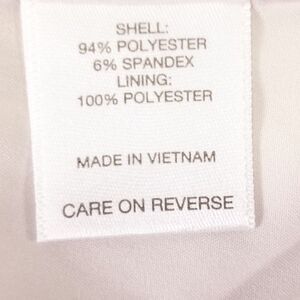 SHELL:
94% POLYESTER
6% SPANDEX
LINING:
100% POLYESTER
MADE IN VIETNAM
CARE ON REVERSE